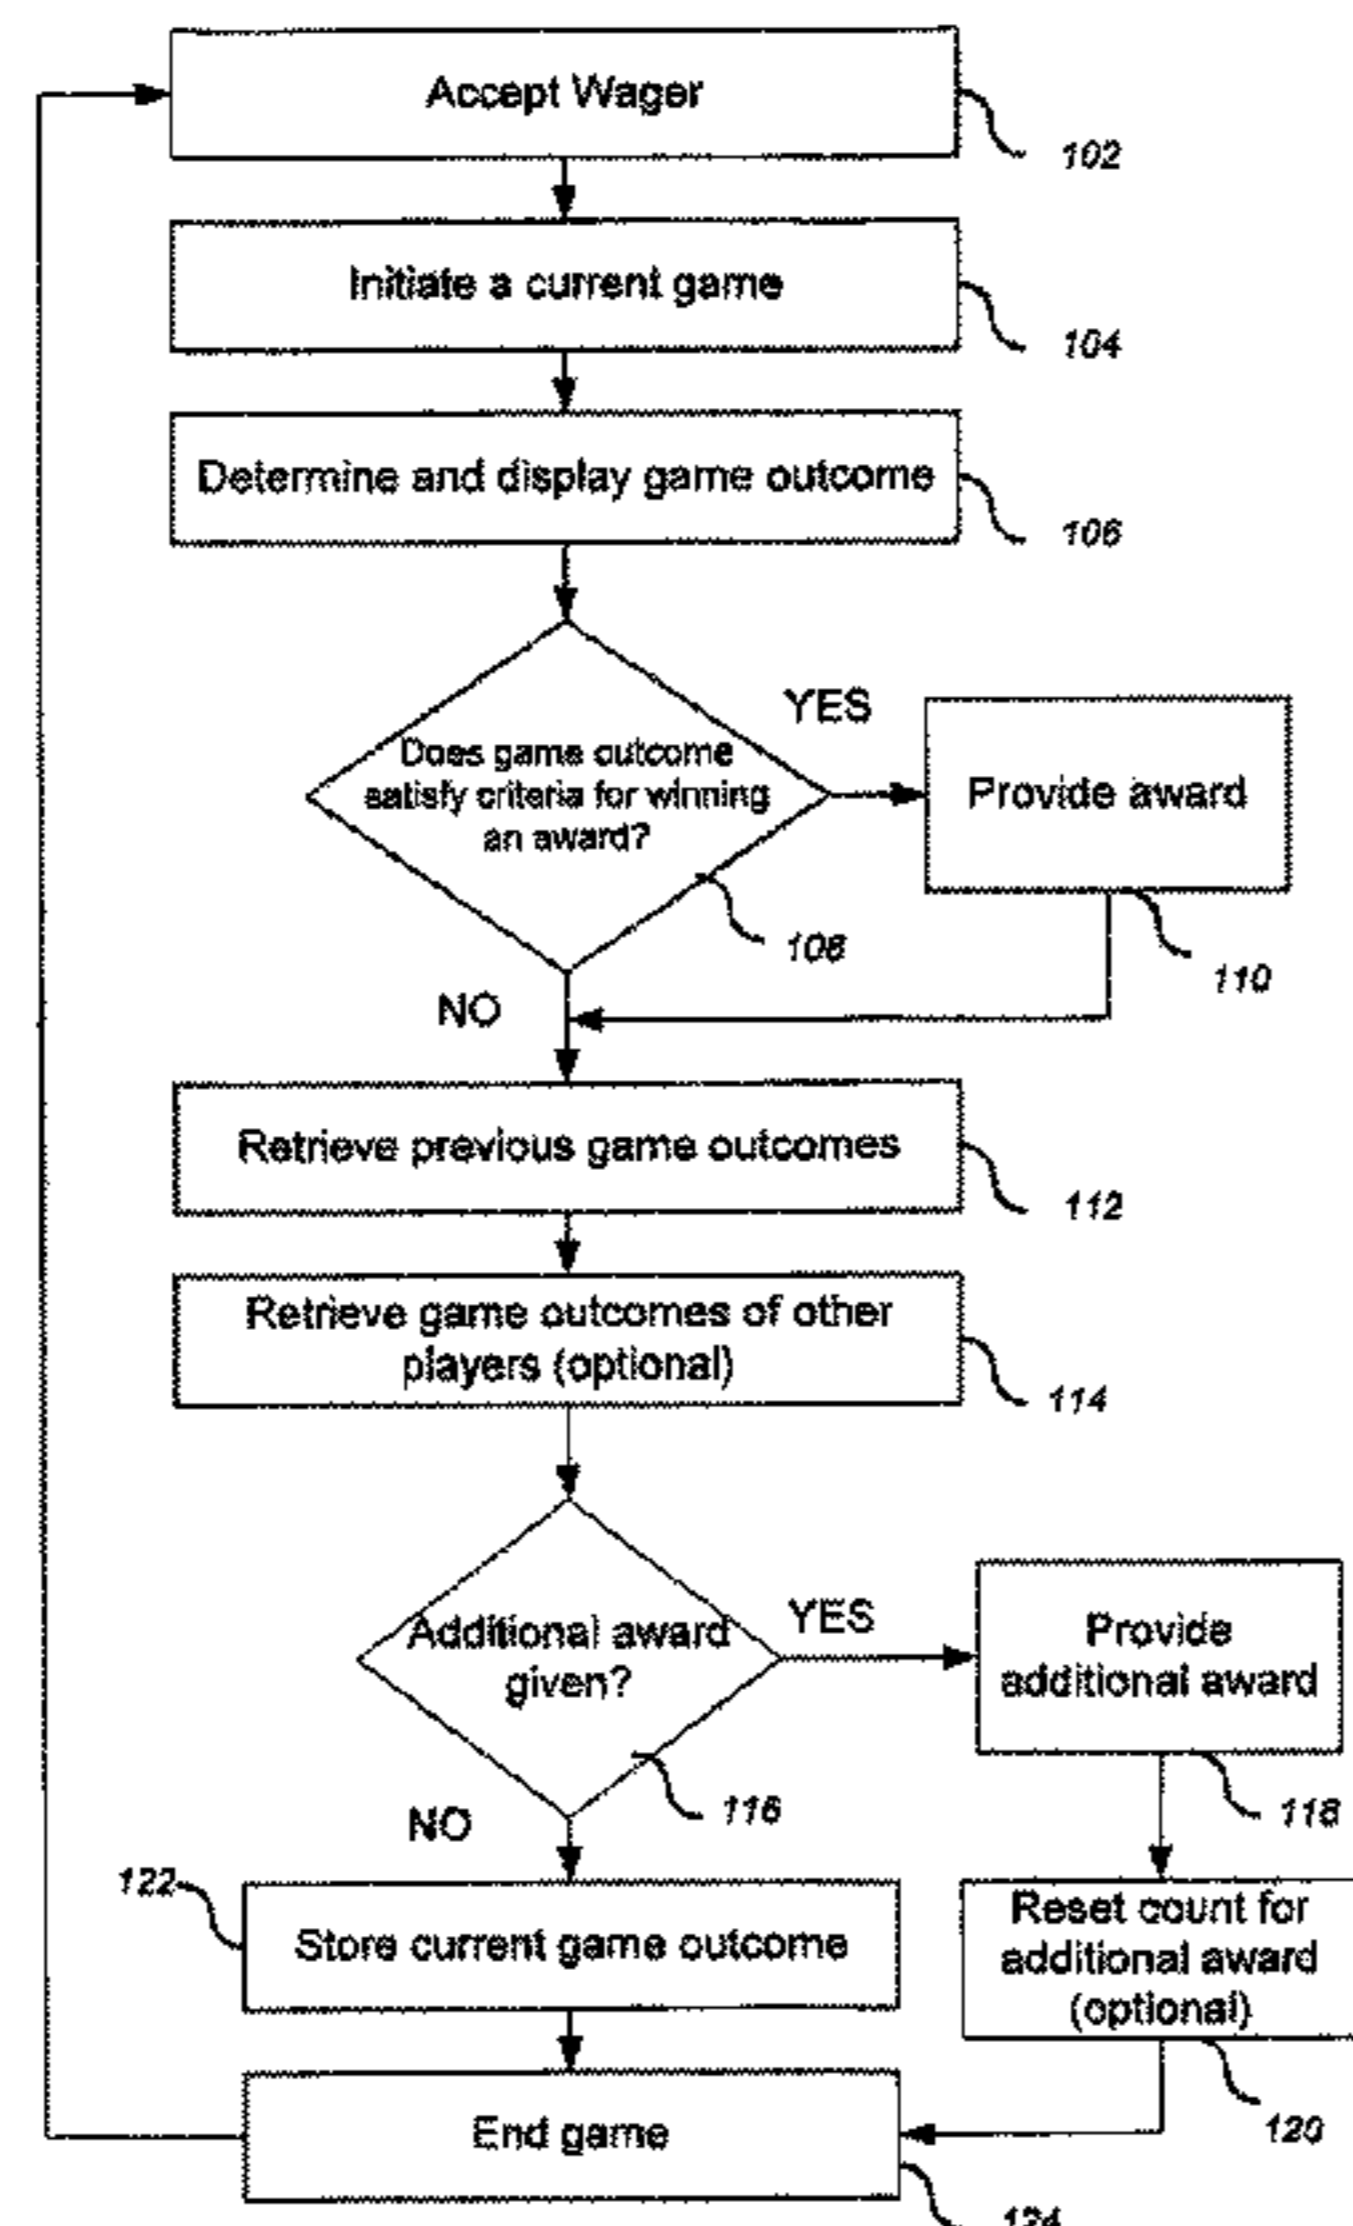 Accept Wager
102
Initiate a current game
104
Determine and display game outcome
106
YES
Does game outcome
satisfy criteria for winning
an award?
Provide award
108
110
NO
Retrieve previous game outcomes
112
Retrieve game outcomes of other
players (optional)
114
YES
Additional award
given?
Provide
additional award
116
118
NO
122
Store current game outcome
Reset count for
additional award
(optional)
End game
120
124